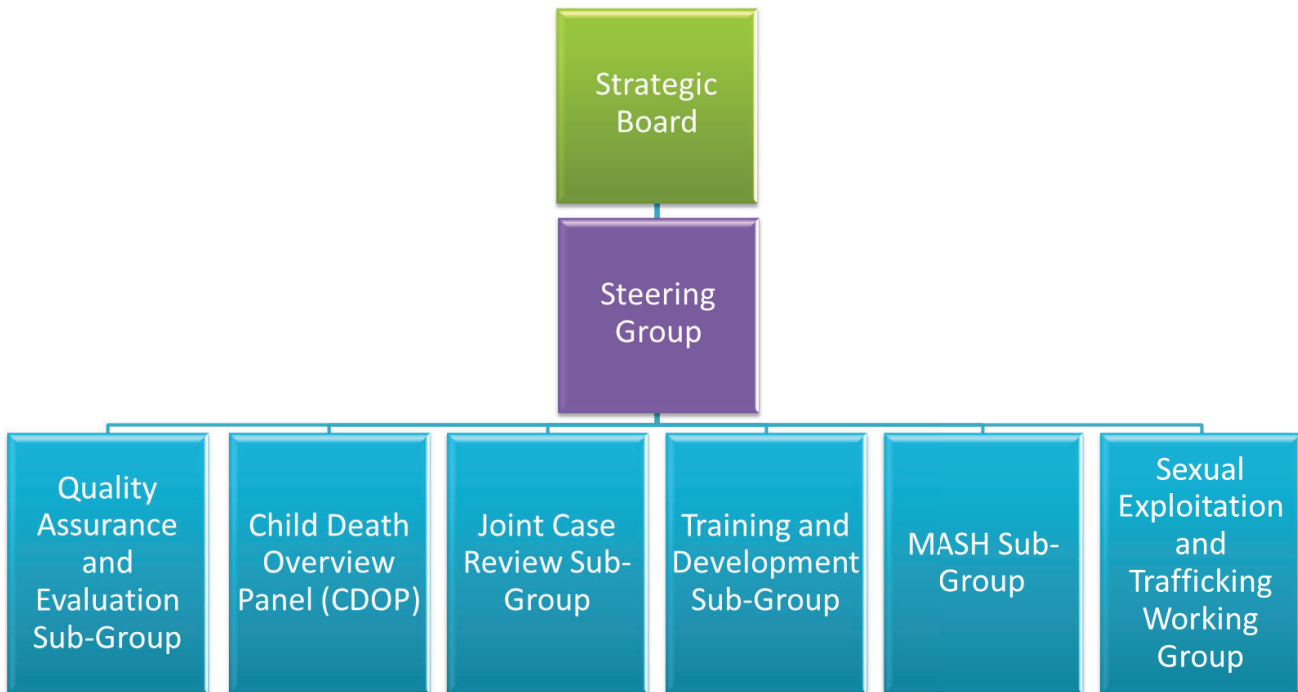 Strategic
Board
Steering
Group
Quality
Assurance
and
Evaluation
Sub-Group
Child Death
Overview
Panel (CDOP)
Joint Case
Review Sub-
Group
Training and
Development
Sub-Group
MASH Sub-
Group
Sexual
Exploitation
and
Trafficking
Working
Group